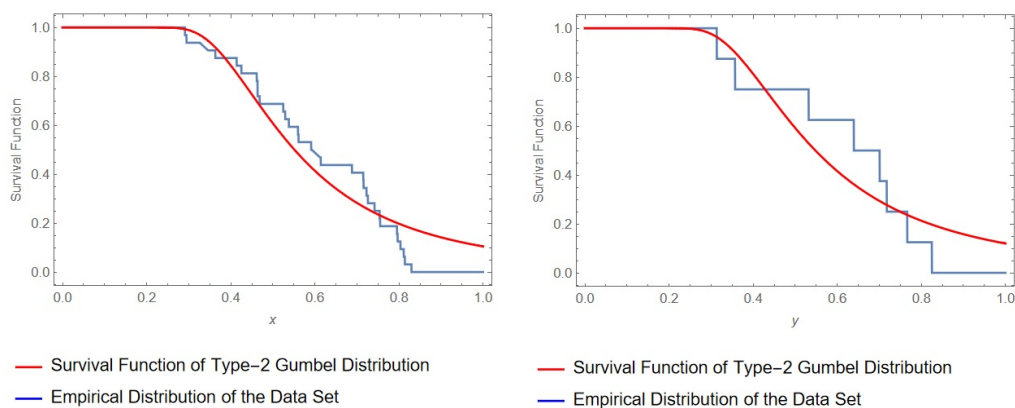 1.0
0.8
0.6
0.4
0.2
0.0
Survival Function
0.0 0.2 0.4 0.6 0.8 1.0
x
Survival Function of Type−2 Gumbel Distribution
Empirical Distribution of the Data Set
1.0
0.8
0.6
0.4
0.2
0.0
Survival Function
0.0 0.2 0.4 0.6 0.8 1.0
y
Survival Function of Type−2 Gumbel Distribution
Empirical Distribution of the Data Set